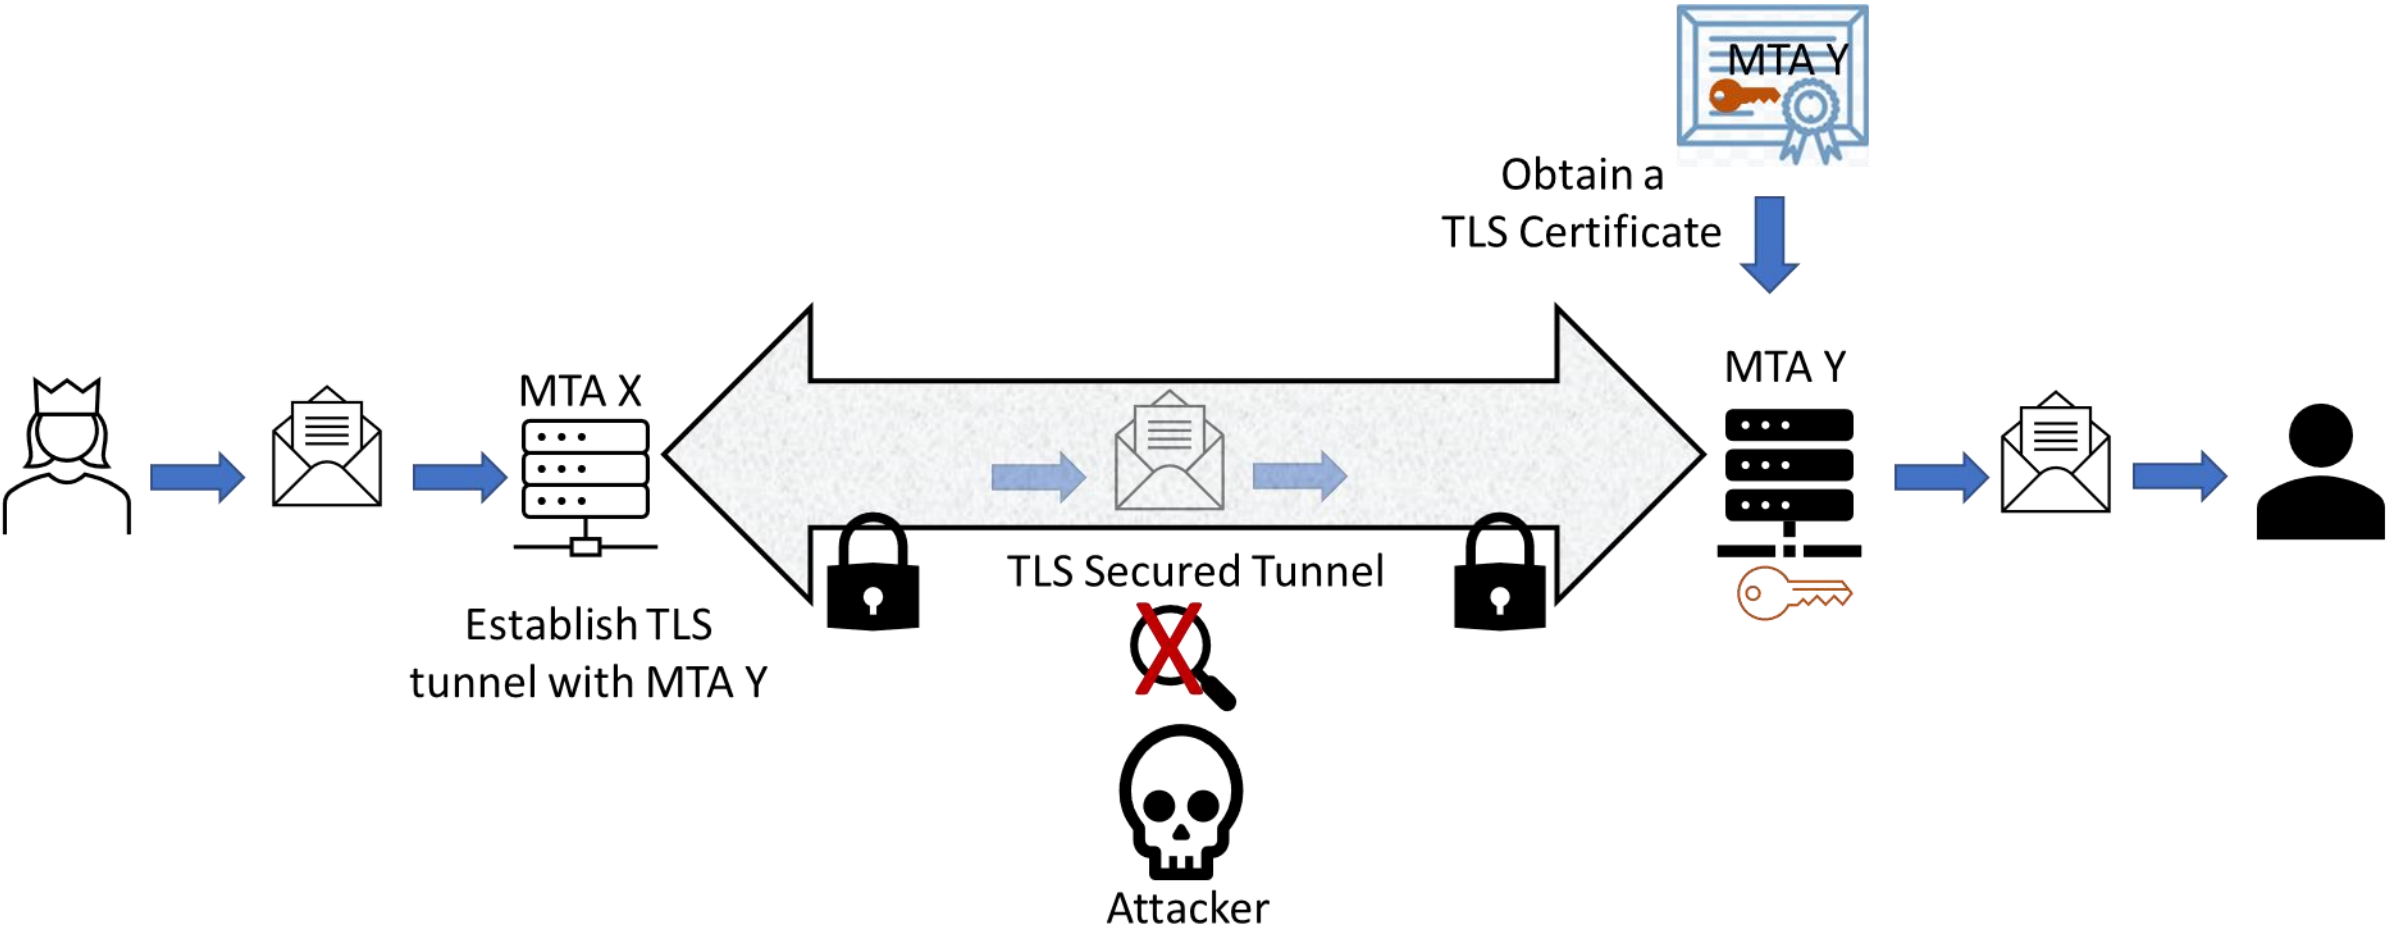 MTA Y
Obtain a
TLS Certificate
MTA X
MTA Y
TLS Secured Tunnel
Establish TLS
tunnel with MTA Y
Attacker